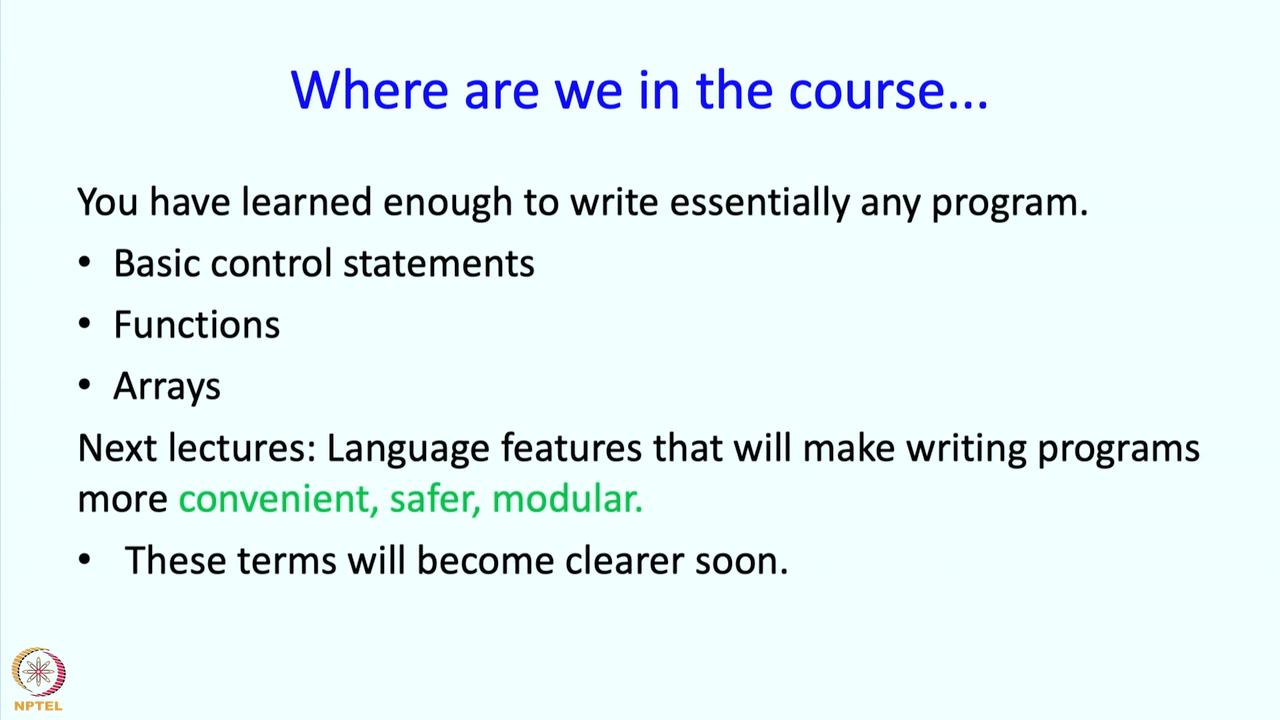 Where are we in the course...
You have learned enough to write essentially any program.
• Basic control statements
• Functions
• Arrays
Next lectures: Language features that will make writing programs
more convenient, safer, modular.
• These terms will become clearer soon.
NPTEL